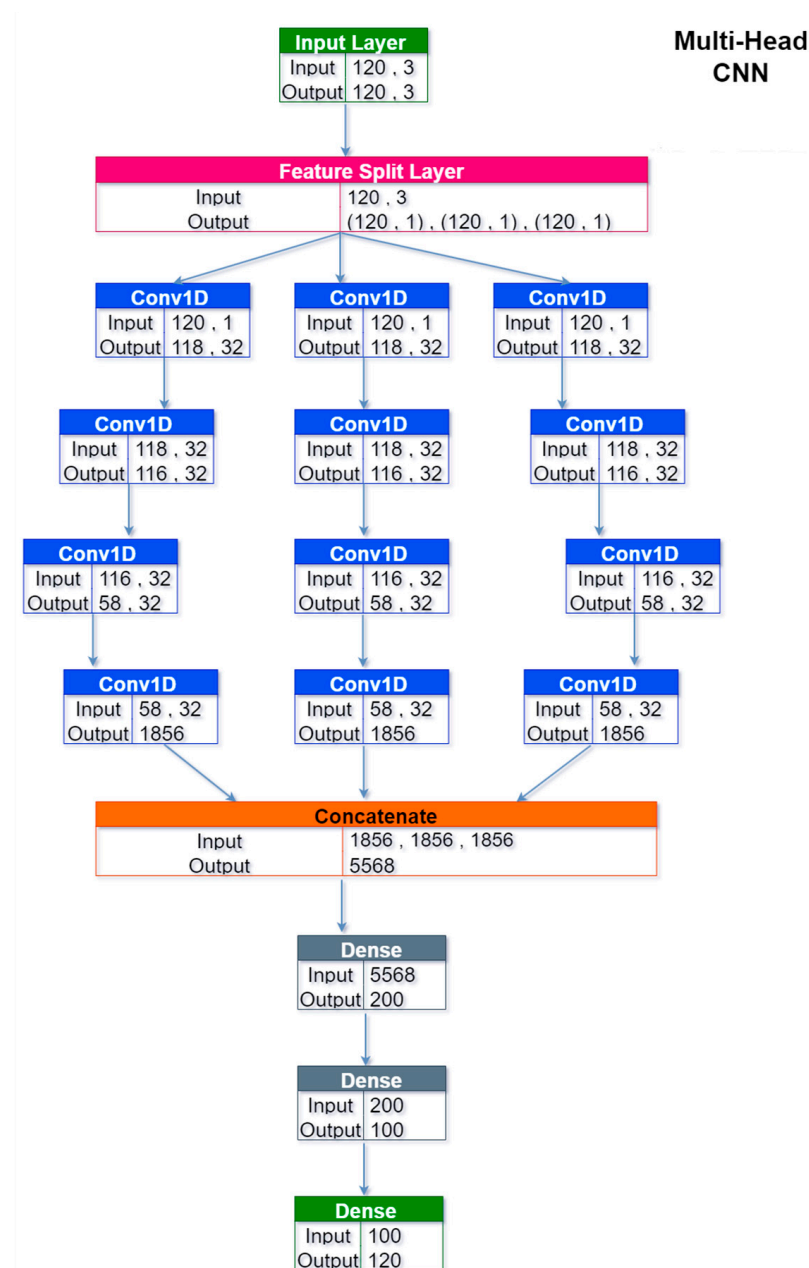 Multi-Head
CNN
Input Layer
Input 120 , 3
Output 120 , 3
Feature Split Layer
Input 120 , 3
Output (120 , 1) , (120 , 1) , (120 , 1)
Conv1D Conv1D Conv1D
Input 120 , 1 Input 120 , 1 Input 120 , 1
Output 118 , 32 Output 118 , 32 Output 118 , 32
Conv1D Conv1D Conv1D
Input 118 , 32 Input 118 , 32 Input 118 , 32
Output 116 , 32 Output 116 , 32 Output 116 , 32
Conv1D Conv1D Conv1D
Input 116 , 32 Input 116 , 32 Input 116 , 32
Output 58 , 32 Output 58 , 32 Output 58 , 32
Conv1D Conv1D Conv1D
Input 58 , 32 Input 58 , 32 Input 58 , 32
Output 1856 Output 1856 Output 1856
Concatenate
Input 1856 , 1856 , 1856
Output 5568
Dense
Input 5568
Output 200
Dense
Input 200
Output 100
Dense
Input 100
Output 120